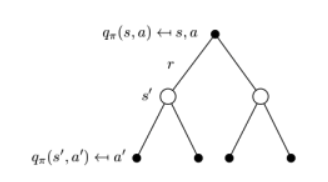 qπ(s, a) ↤ s, a
r
s′
qπ(s′, a′) ↤ a′